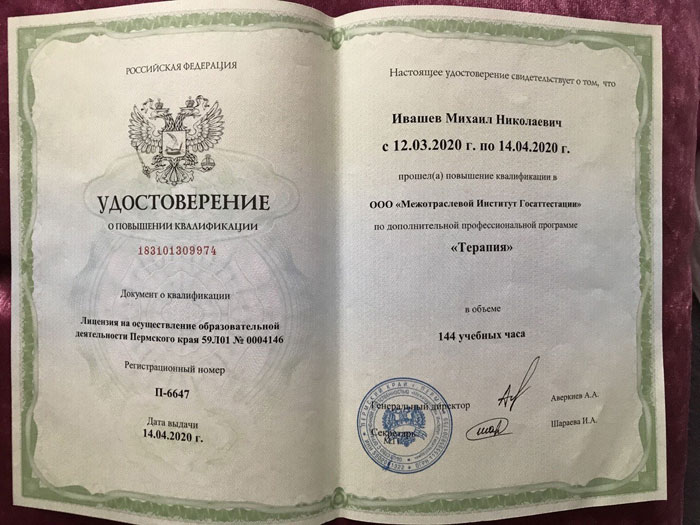 РОССИЙСКАЯ ФЕДЕРАЦИЯ
УДОСТОВЕРЕНИЕ
О ПОВЫШЕНИИ КВАЛИФИКАЦИИ
183101309974
Документ о квалификации
Лицензия на осуществление образовательной
деятельности Пермского края 59Л01 № 0004146
Регистрационный номер
П-6647
Дата выдачи
14.04.2020 г.
Настоящее удостоверение свидетельствует о том, что
Ивашев Михаил Николаевич
с 12.03.2020 г. по 14.04.2020 г.
прошел(а) повышение квалификации в
ООО «Межотраслевой Институт Госаттестации»
по дополнительной профессиональной программе
«Терапия»
в объеме
144 учебных часа
Генеральный директор
Аверкиев А.А.
Секретарь
Шараева И.А.
М.П.